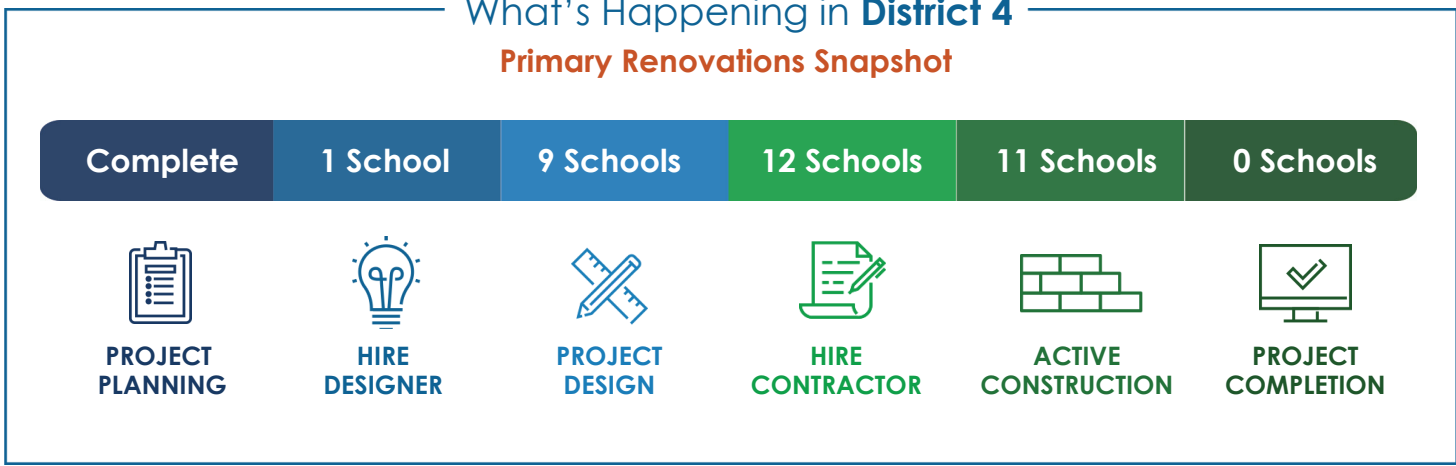 What's Happening in District 4
Primary Renovations Snapshot
Complete
1 School
9 Schools
12 Schools
11 Schools
0 Schools
PROJECT
PLANNING
HIRE
DESIGNER
PROJECT
DESIGN
HIRE
CONTRACTOR
ACTIVE
CONSTRUCTION
PROJECT
COMPLETION